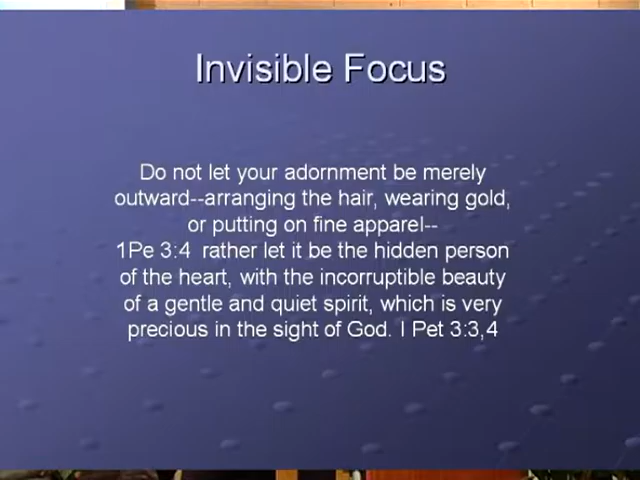 Invisible Focus
Do not let your adornment be merely
outward--arranging the hair, wearing gold,
or putting on fine apparel--
1Pe 3:4 rather let it be the hidden person
of the heart, with the incorruptible beauty
of a gentle and quiet spirit, which is very
precious in the sight of God. I Pet 3:3,4